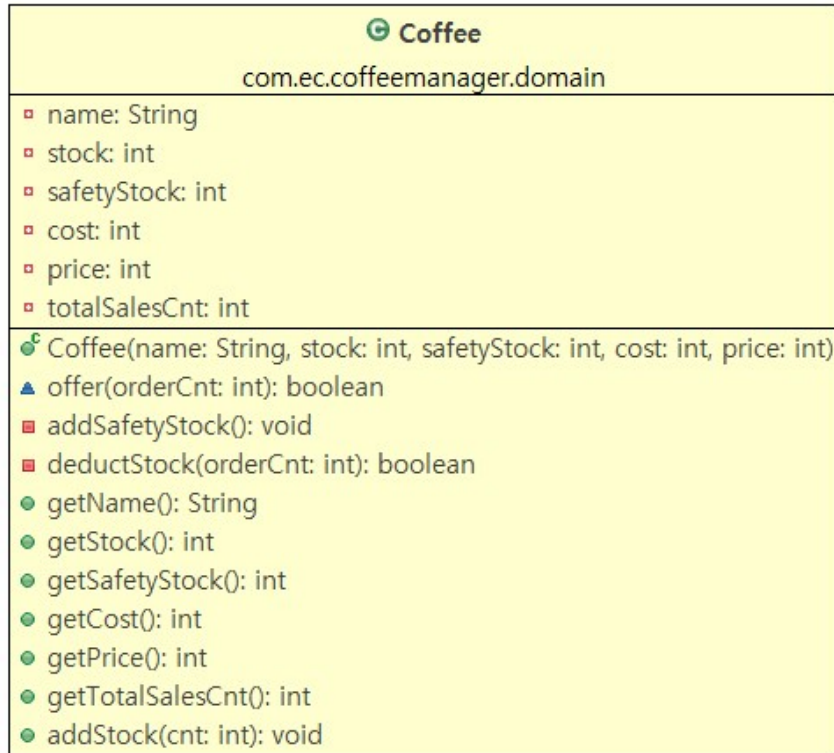 Coffee
com.ec.coffeemanager.domain
name: String
stock: int
safetyStock: int
cost: int
price: int
totalSalesCnt: int
Coffee(name: String, stock: int, safetyStock: int, cost: int, price: int)
offer(orderCnt: int): boolean
addSafetyStock(): void
deductStock(orderCnt: int): boolean
getName(): String
getStock(): int
getSafetyStock(): int
getCost(): int
getPrice(): int
getTotalSalesCnt(): int
addStock(cnt: int): void